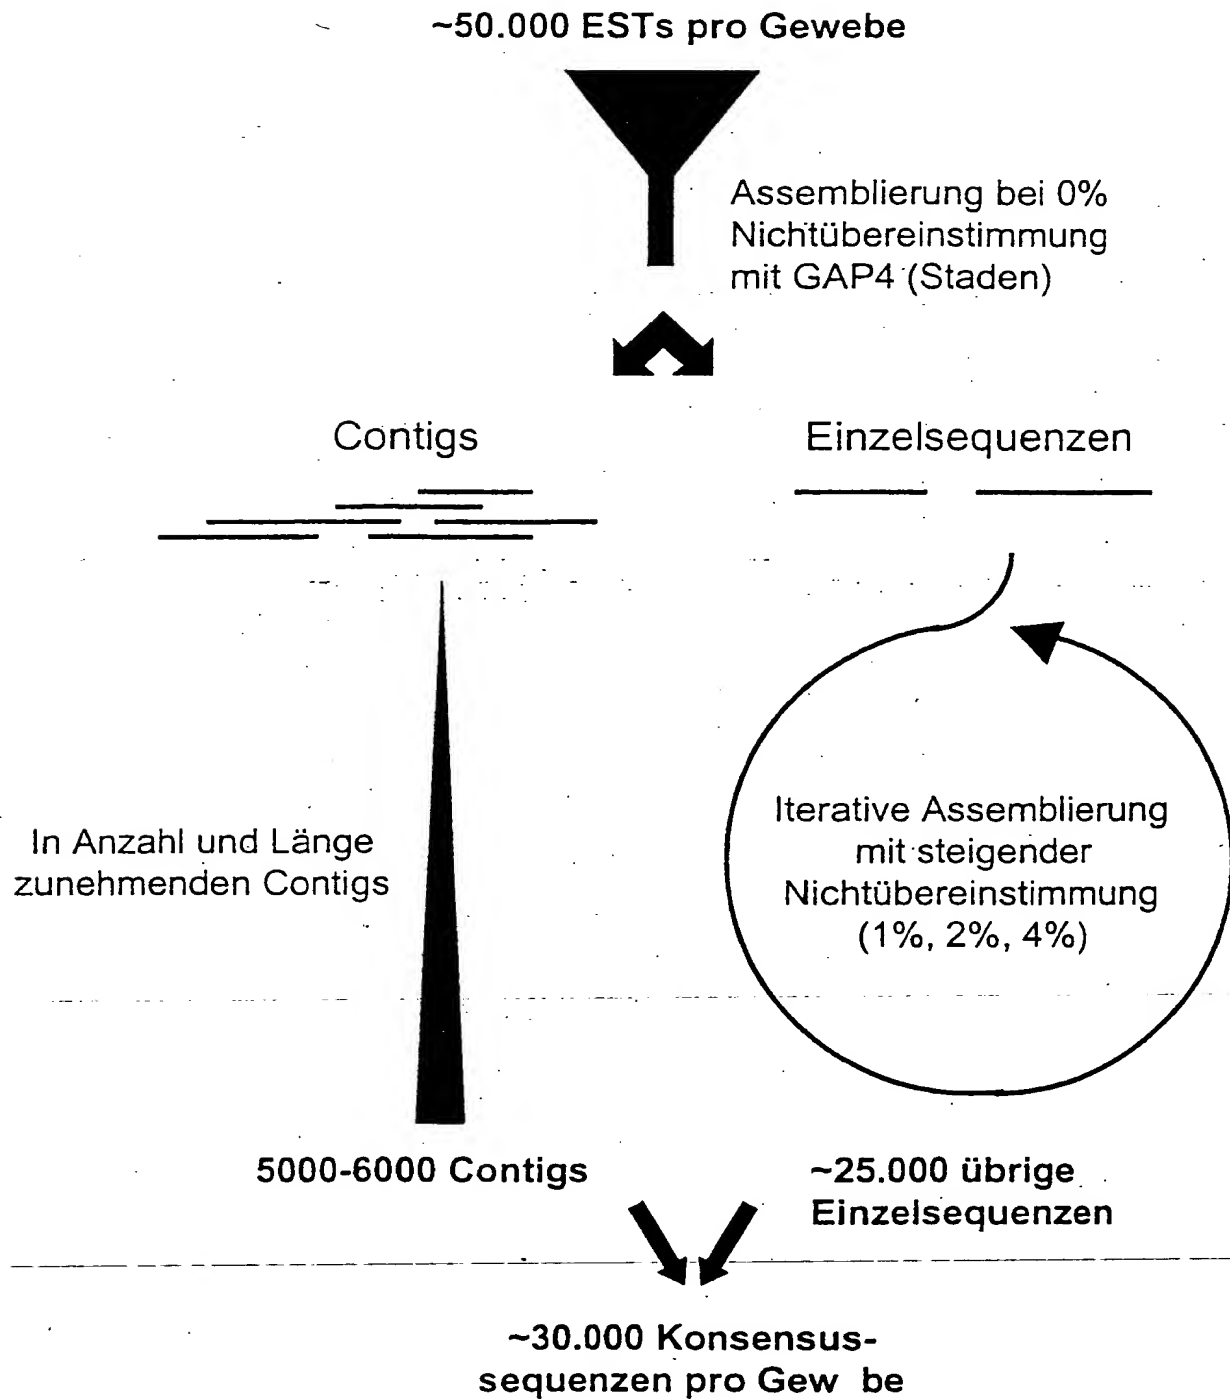 ~50.000 ESTs pro Gewebe
Assemblierung bei 0%
Nichtübereinstimmung
mit GAP4 (Staden)
Contigs
Einzelsequenzen
In Anzahl und Länge
zunehmenden Contigs
Iterative Assemblierung
mit steigender
Nichtübereinstimmung
(1%, 2%, 4%)
5000-6000 Contigs
~25.000 übrige
Einzelsequenzen
~30.000 Konsensus-
sequenzen pro Gew be